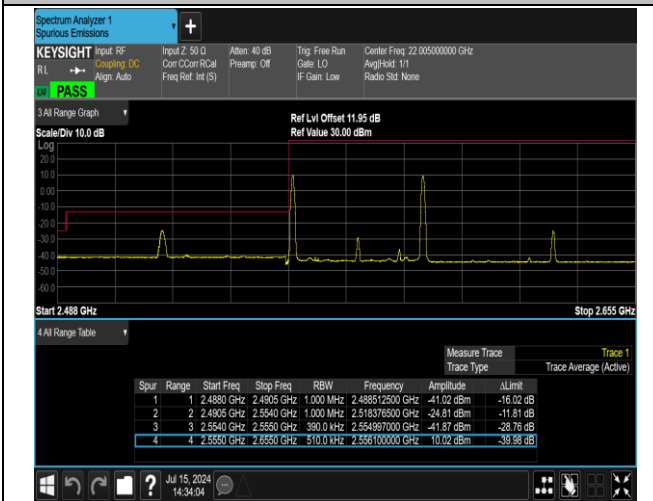 Spectrum Analyzer 1
Spurious Emissions
+
KEYSIGHT Input: RF Input Z: 50 Ω Atten: 40 dB Trig: Free Run Center Freq: 22.005000000 GHz
RL Coupling: DC Corr CCorr RCal Preamp: Off Gate: LO Avg|Hold: 1/1
Align: Auto Freq Ref: Int (S) IF Gain: Low Radio Std: None
PASS
3 All Range Graph
Ref Lvl Offset 11.95 dB
Scale/Div 10.0 dB Ref Value 30.00 dBm
Log
20.0
10.0
0.00
-10.0
-20.0
-30.0
-40.0
-50.0
-60.0
Start 2.488 GHz Stop 2.655 GHz
4 All Range Table
Measure Trace Trace 1
Trace Type Trace Average (Active)
Spur Range Start Freq Stop Freq RBW Frequency Amplitude ΔLimit
1 1 2.4880 GHz 2.4905 GHz 1.000 MHz 2.488512500 GHz -41.02 dBm -16.02 dB
2 2 2.4905 GHz 2.5540 GHz 1.000 MHz 2.518376500 GHz -24.81 dBm -11.81 dB
3 3 2.5540 GHz 2.5550 GHz 390.0 kHz 2.554997000 GHz -41.87 dBm -28.76 dB
4 4 2.5550 GHz 2.6550 GHz 510.0 kHz 2.556100000 GHz 10.02 dBm -39.98 dB
? Jul 15, 2024
14:34:04